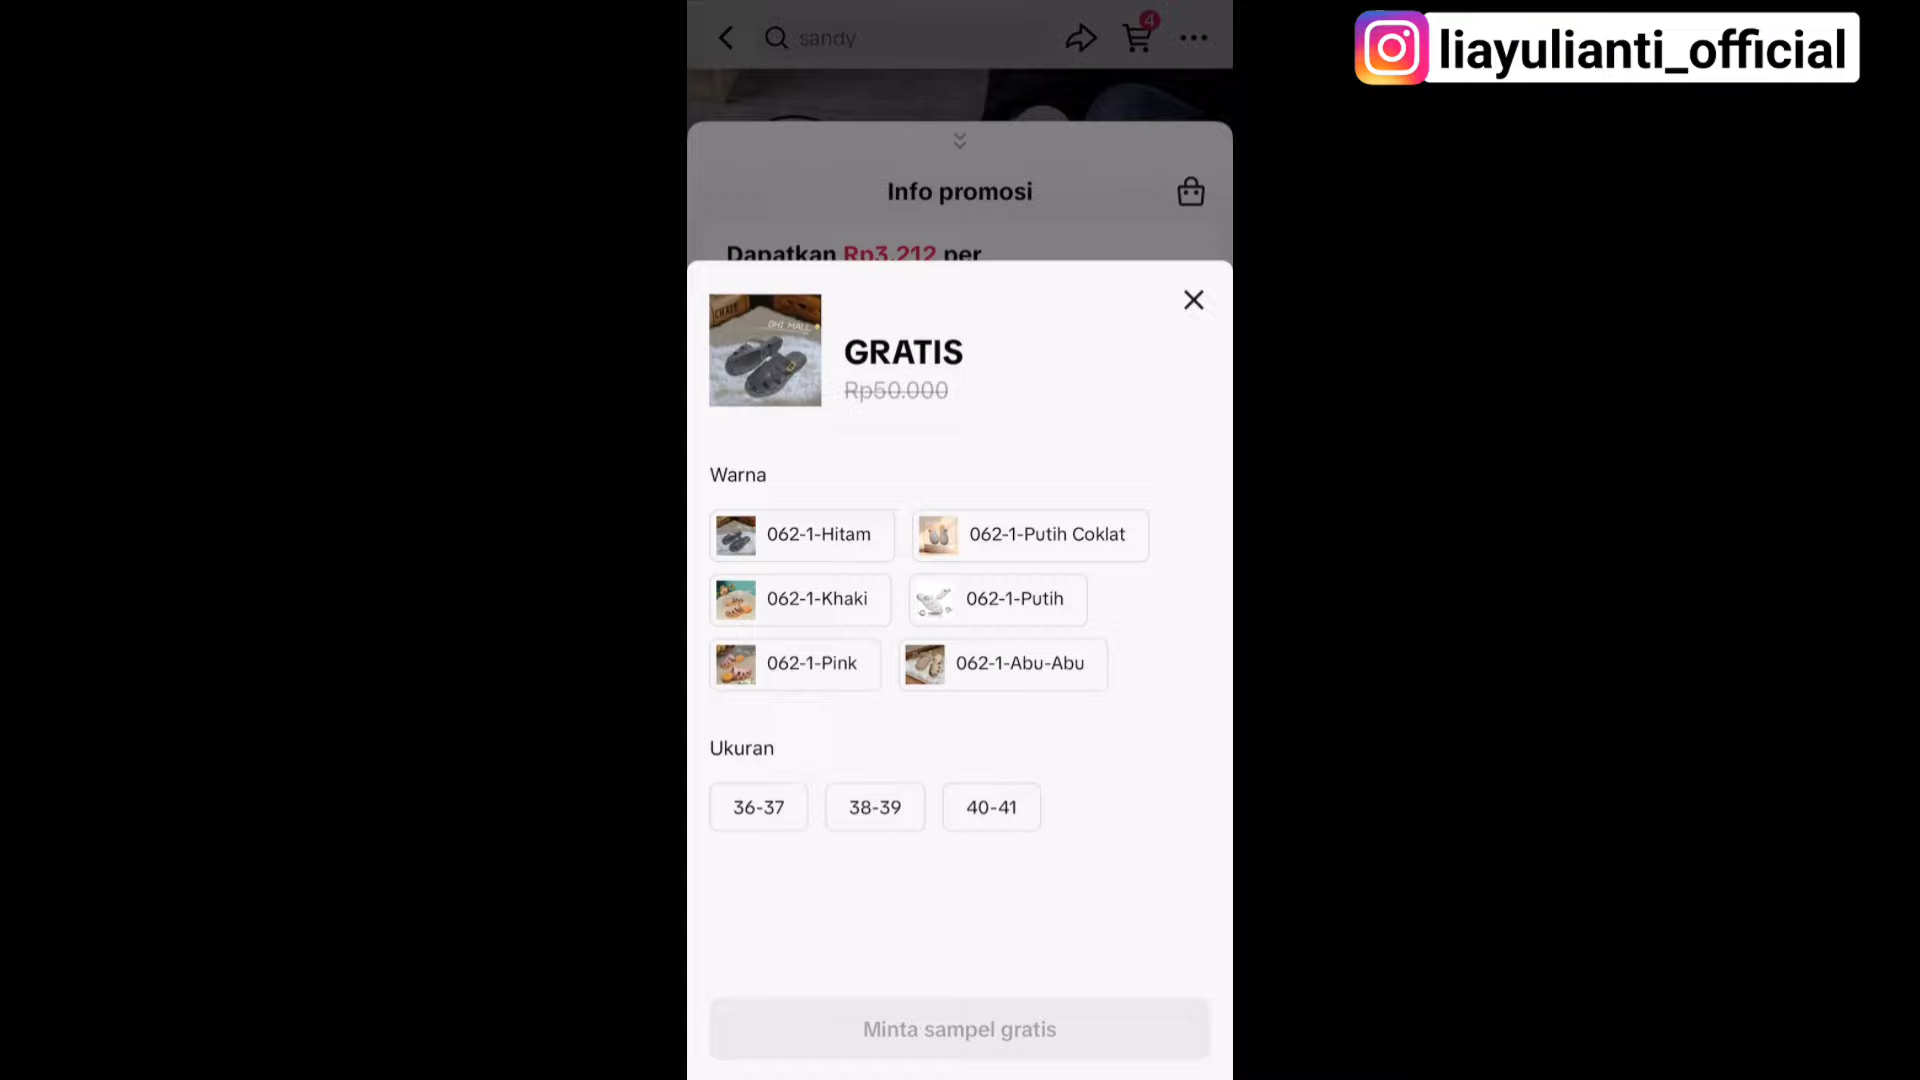 sandy
4
liayulianti_official
Info promosi
Dapatkan Rp3.212 per
GRATIS
Rp50.000
Warna
062-1-Hitam
062-1-Putih Coklat
062-1-Khaki
062-1-Putih
062-1-Pink
062-1-Abu-Abu
Ukuran
36-37
38-39
40-41
Minta sampel gratis